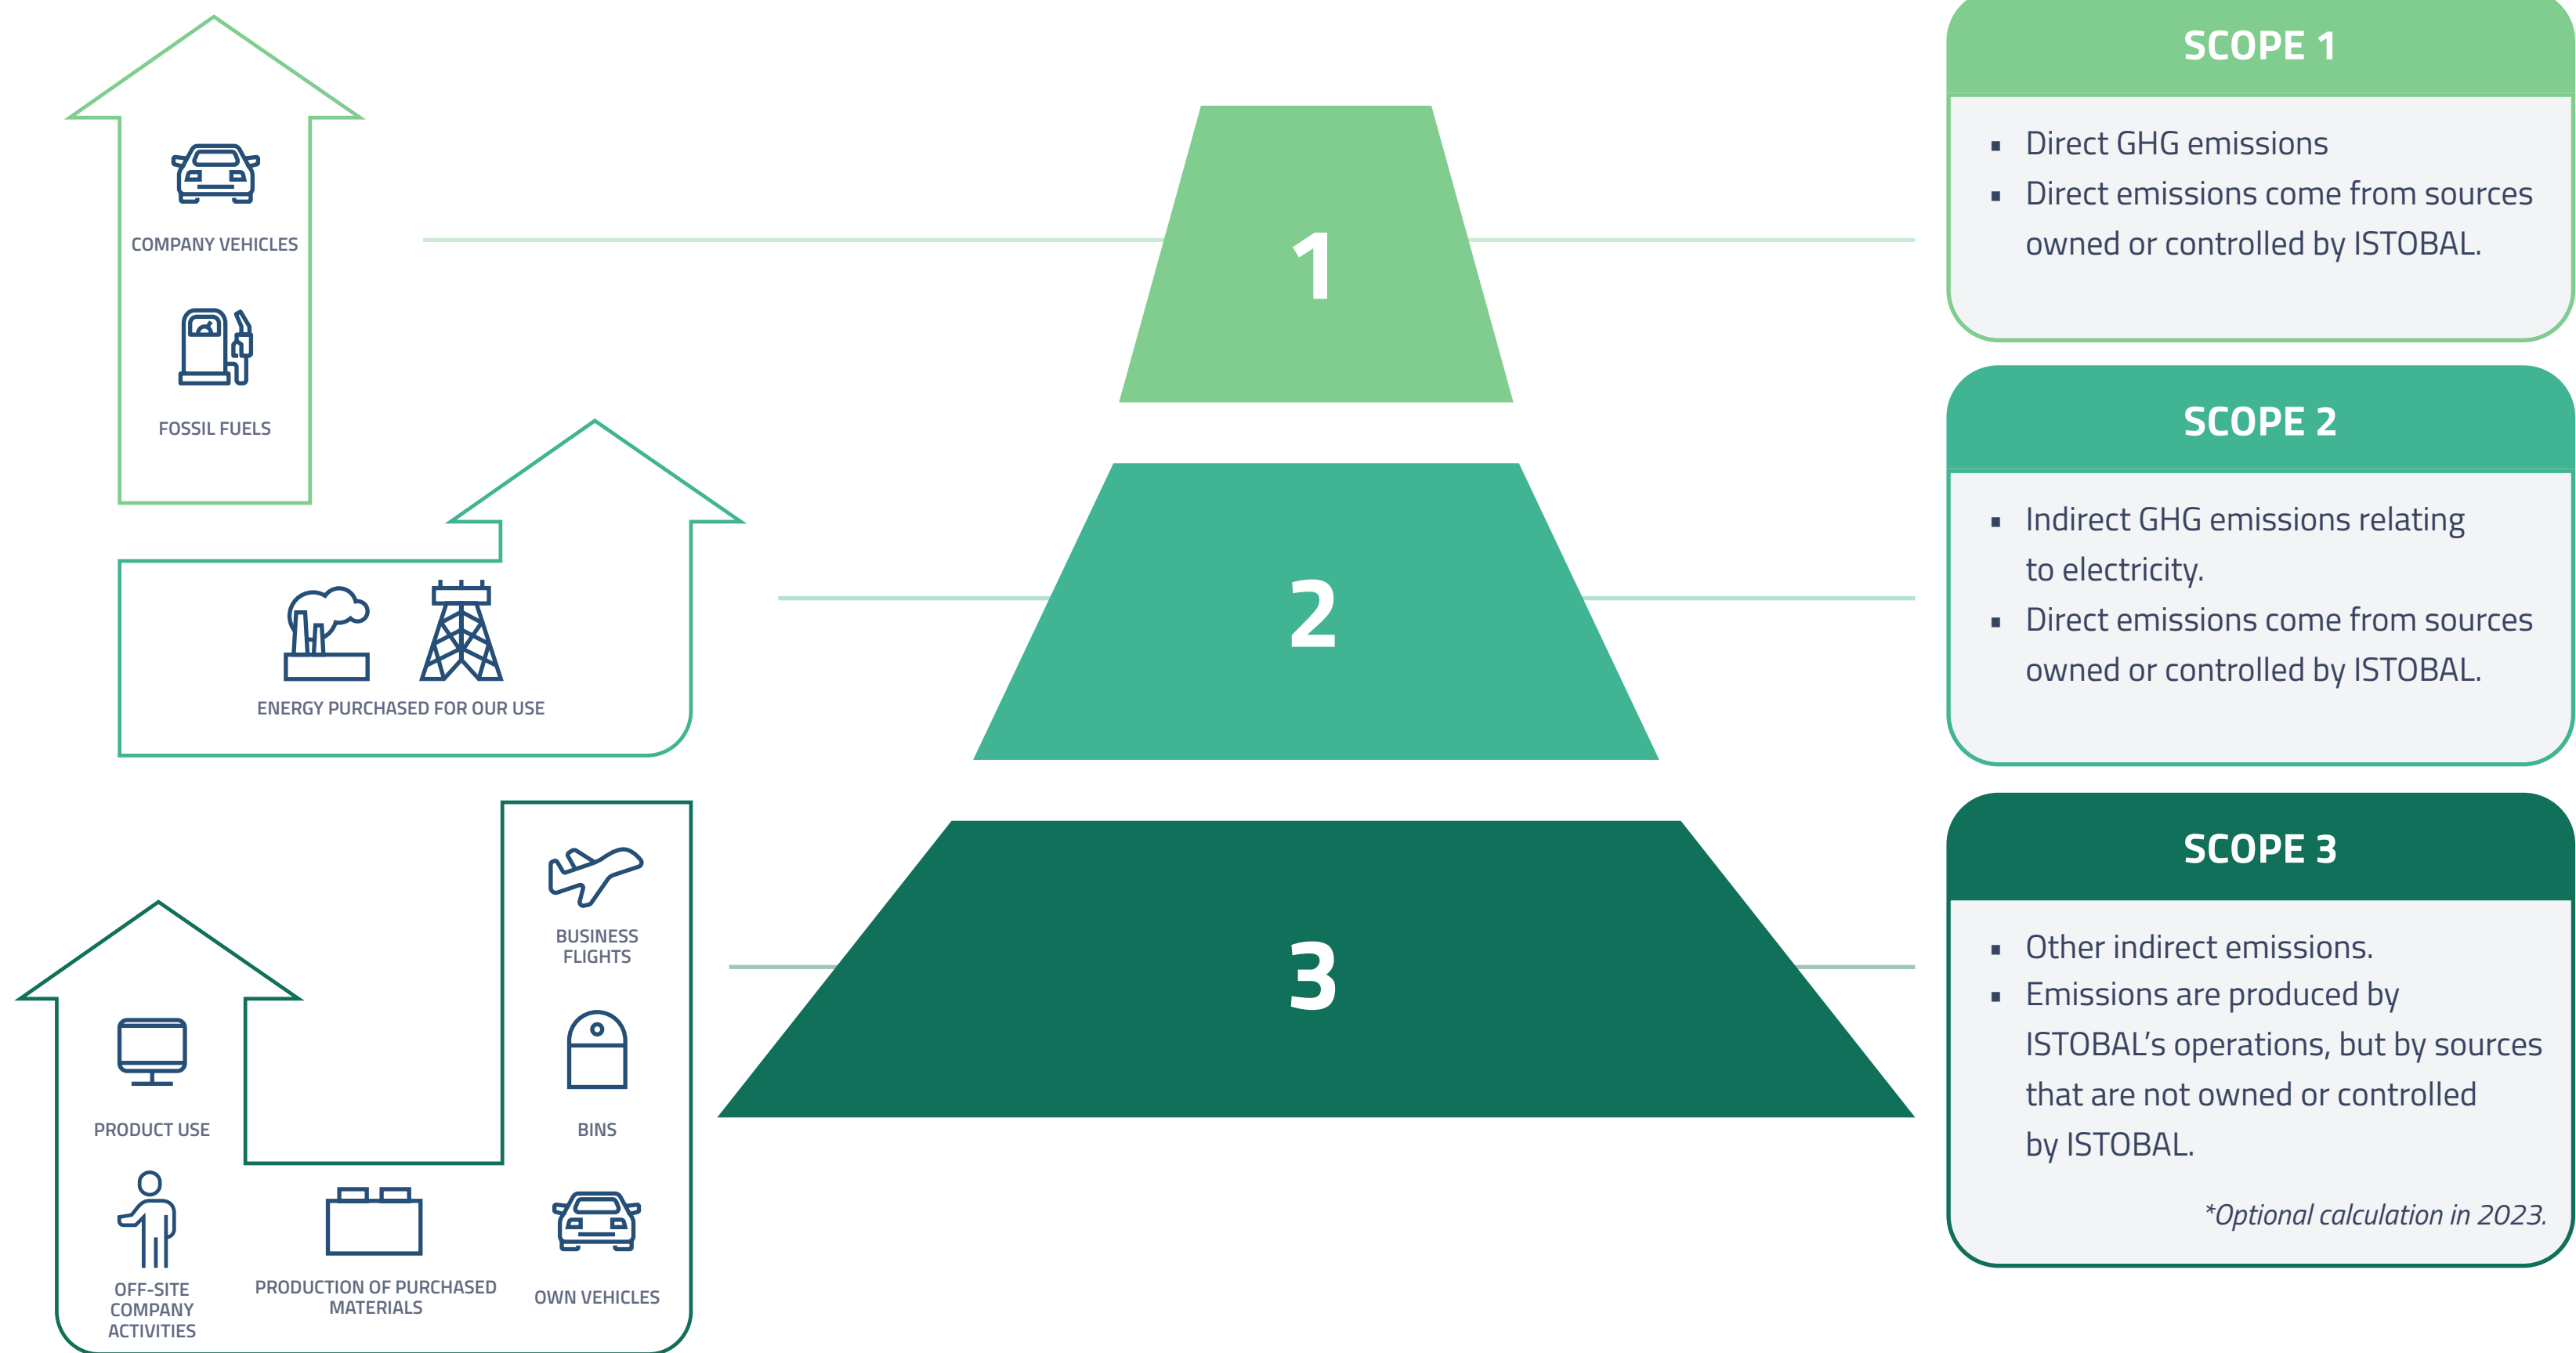 COMPANY VEHICLES
FOSSIL FUELS
1
SCOPE 1
▪ Direct GHG emissions
▪ Direct emissions come from sources
owned or controlled by ISTOBAL.
ENERGY PURCHASED FOR OUR USE
2
SCOPE 2
▪ Indirect GHG emissions relating
to electricity.
▪ Direct emissions come from sources
owned or controlled by ISTOBAL.
BUSINESS
FLIGHTS
PRODUCT USE
BINS
OFF-SITE
COMPANY
ACTIVITIES
PRODUCTION OF PURCHASED
MATERIALS
OWN VEHICLES
3
SCOPE 3
▪ Other indirect emissions.
▪ Emissions are produced by
ISTOBAL’s operations, but by sources
that are not owned or controlled
by ISTOBAL.
*Optional calculation in 2023.